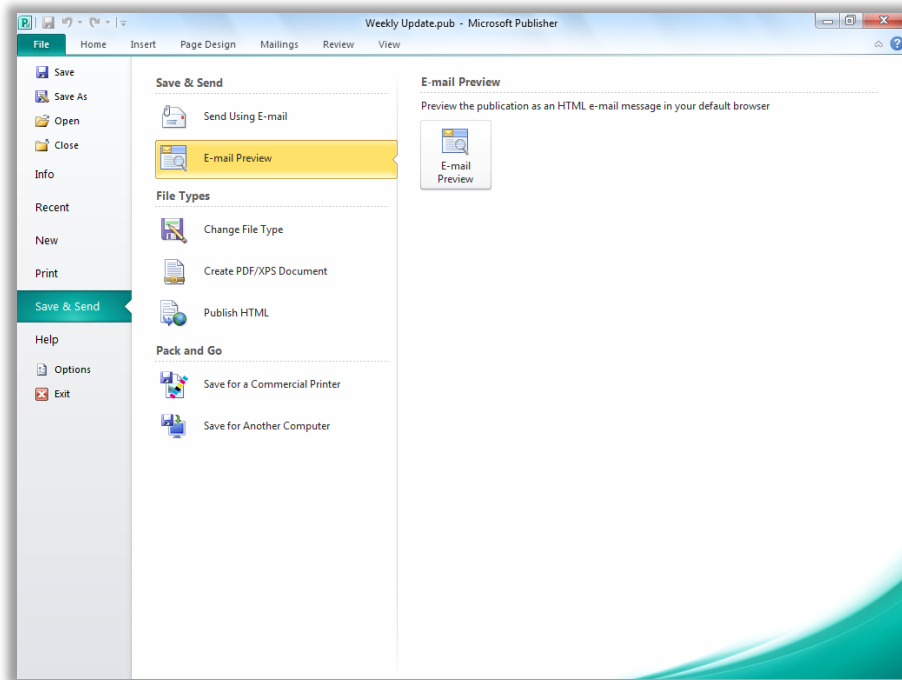 Weekly Update.pub - Microsoft Publisher
File Home Insert Page Design Mailings Review View
Save
Save As
Open
Close
Info
Recent
New
Print
Save & Send
Help
Options
Exit
Save & Send
Send Using E-mail
E-mail Preview
File Types
Change File Type
Create PDF/XPS Document
Publish HTML
Pack and Go
Save for a Commercial Printer
Save for Another Computer
E-mail Preview
Preview the publication as an HTML e-mail message in your default browser
E-mail
Preview